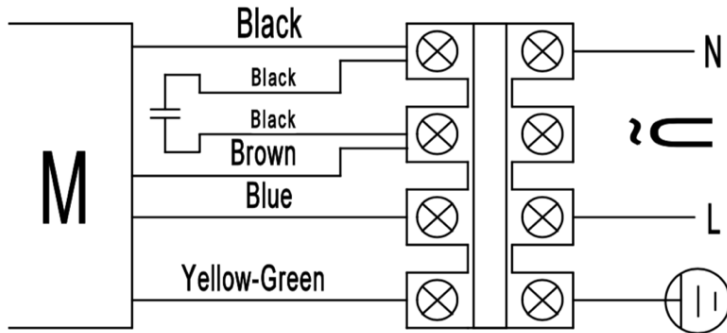 Black
N
Black
Black
Brown
M
U~
Blue
L
Yellow-Green